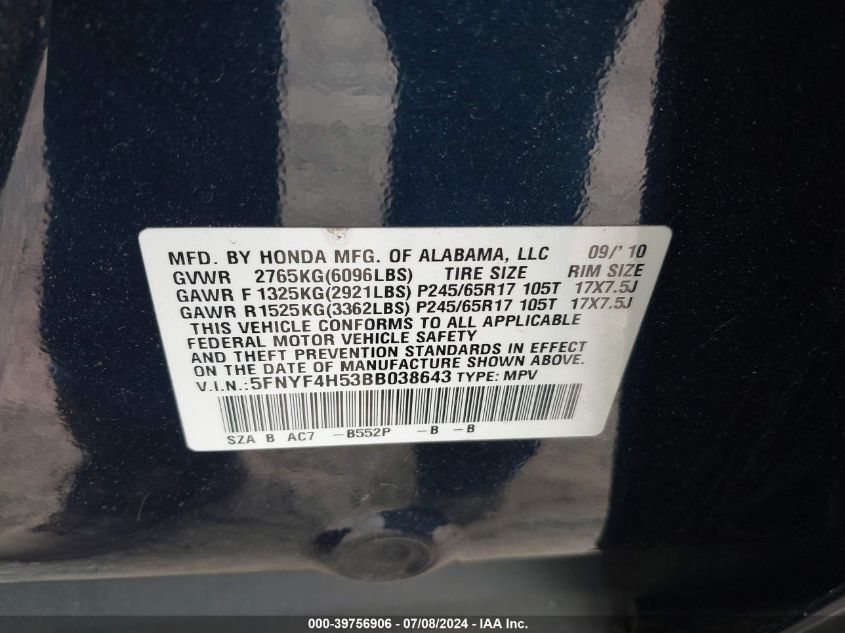 MFD. BY HONDA MFG. OF ALABAMA, LLC 09/' 10
GVWR 2765KG(6096LBS) TIRE SIZE RIM SIZE
GAWR F 1325KG(2921LBS) P245/65R17 105T 17X7.5J
GAWR R1525KG(3362LBS) P245/65R17 105T 17X7.5J
THIS VEHICLE CONFORMS TO ALL APPLICABLE
FEDERAL MOTOR VEHICLE SAFETY
AND THEFT PREVENTION STANDARDS IN EFFECT
ON THE DATE OF MANUFACTURE SHOWN ABOVE.
V.I.N.:5FNYF4H53BB038643 TYPE: MPV
SZA B AC7 -B552P -B -B
000-39756906 / 07/08/2024 - IAA Inc.